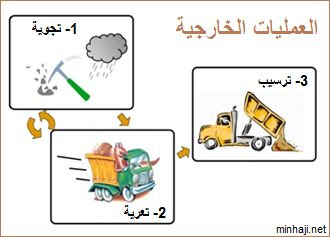 العمليات الخارجية
1- تجوية
2- تعرية
3- ترسيب
minhaji.net